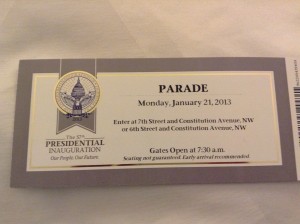 The 57th
PRESIDENTIAL
INAUGURATION
Our People, Our Future
PARADE
Monday, January 21, 2013
Enter at 7th Street and Constitution Avenue, NW
or 6th Street and Constitution Avenue, NW
Gates Open at 7:30 a.m.
Seating not guaranteed. Early arrival recommended.